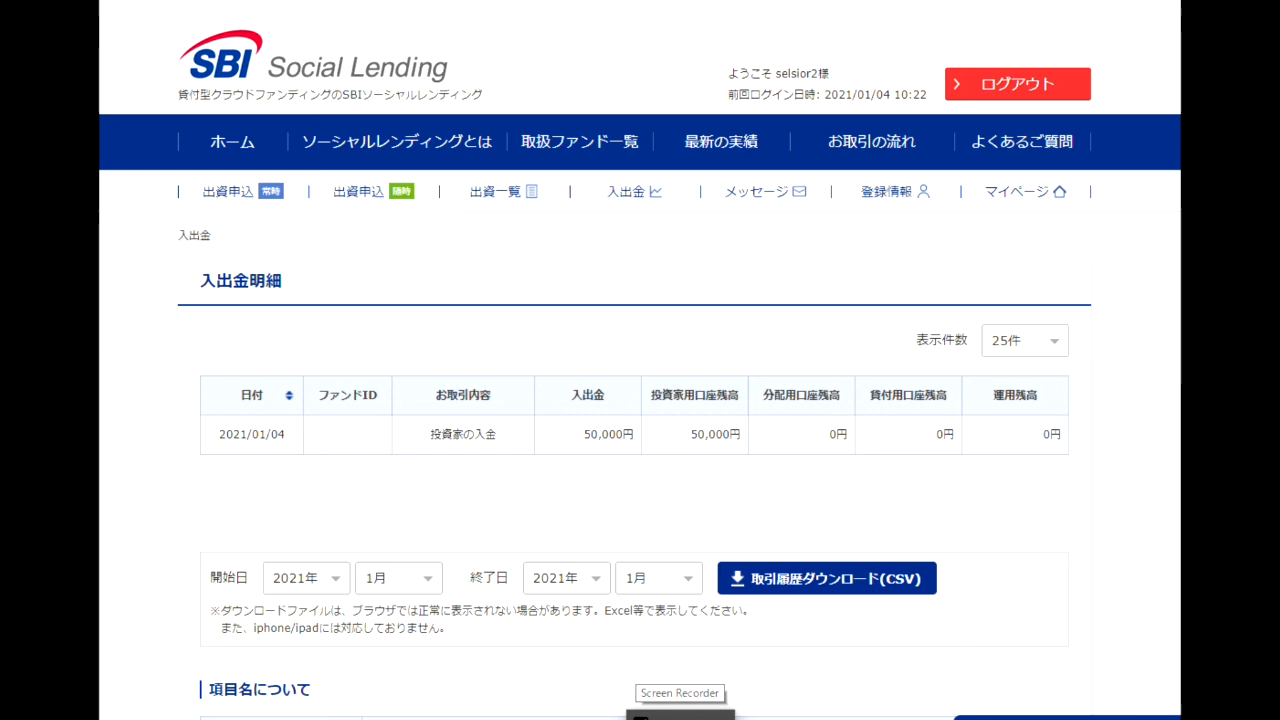 SBI Social Lending
貸付型クラウドファンディングのSBIソーシャルレンディング
ようこそ selsior2様
前回ログイン日時: 2021/01/04 10:22
ログアウト
ホーム ソーシャルレンディングとは 取扱ファンド一覧 最新の実績 お取引の流れ よくあるご質問
出資申込 常時 出資申込 随時 出資一覧 入出金 メッセージ 登録情報 マイページ
入出金
入出金明細
表示件数 25件
日付 ファンドID お取引内容 入出金 投資家用口座残高 分配用口座残高 貸付用口座残高 運用残高
2021/01/04 投資家の入金 50,000円 50,000円 0円 0円 0円
開始日 2021年 1月 終了日 2021年 1月 取引履歴ダウンロード(CSV)
※ダウンロードファイルは、ブラウザでは正常に表示されない場合があります。Excel等で表示してください。
また、iphone/ipadには対応しておりません。
項目名について
Screen Recorder